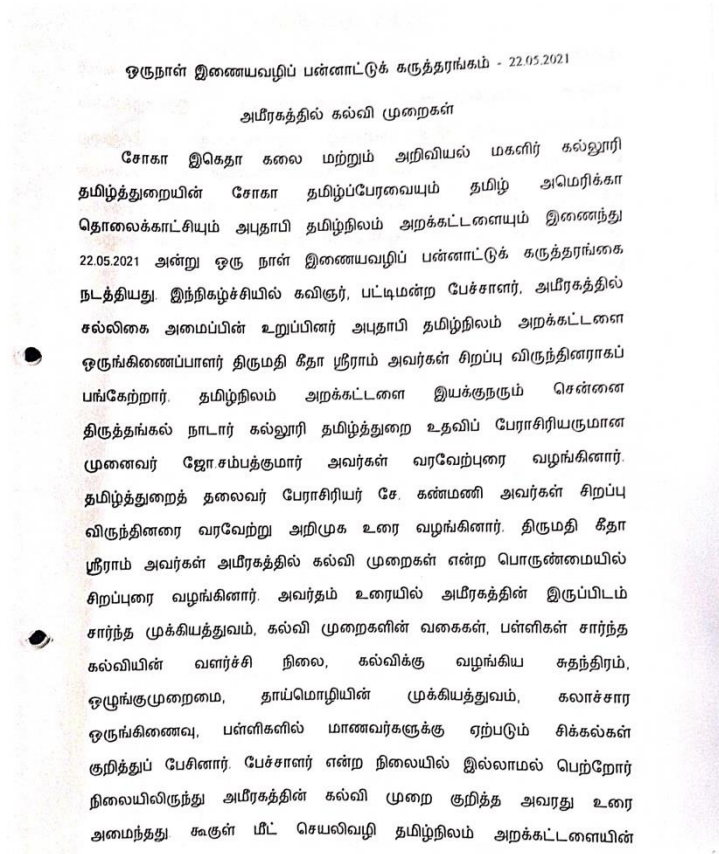 ஒருநாள் இணையவழிப் பன்னாட்டுக் கருத்தரங்கம் - 22.05.2021
அமீரகத்தில் கல்வி முறைகள்
சோகா இகெதா கலை மற்றும் அறிவியல் மகளிர் கல்லூரி
தமிழ்த்துறையின் சோகா தமிழ்ப்பேரவையும் தமிழ் அமெரிக்கா
தொலைக்காட்சியும் அபுதாபி தமிழ்நிலம் அறக்கட்டளையும் இணைந்து
22.05.2021 அன்று ஒரு நாள் இணையவழிப் பன்னாட்டுக் கருத்தரங்கை
நடத்தியது. இந்நிகழ்ச்சியில் கவிஞர், பட்டிமன்ற பேச்சாளர், அமீரகத்தில்
சல்லிகை அமைப்பின் உறுப்பினர் அபுதாபி தமிழ்நிலம் அறக்கட்டளை
ஒருங்கிணைப்பாளர் திருமதி கீதா ஸ்ரீராம் அவர்கள் சிறப்பு விருந்தினராகப்
பங்கேற்றார். தமிழ்நிலம் அறக்கட்டளை இயக்குநரும் சென்னை
திருத்தங்கல் நாடார் கல்லூரி தமிழ்த்துறை உதவிப் பேராசிரியருமான
முனைவர் ஜோ.சம்பத்குமார் அவர்கள் வரவேற்புரை வழங்கினார்.
தமிழ்த்துறைத் தலைவர் பேராசிரியர் சே. கண்மணி அவர்கள் சிறப்பு
விருந்தினரை வரவேற்று அறிமுக உரை வழங்கினார். திருமதி கீதா
ஸ்ரீராம் அவர்கள் அமீரகத்தில் கல்வி முறைகள் என்ற பொருண்மையில்
சிறப்புரை வழங்கினார். அவர்தம் உரையில் அமீரகத்தின் இருப்பிடம்
சார்ந்த முக்கியத்துவம், கல்வி முறைகளின் வகைகள், பள்ளிகள் சார்ந்த
கல்வியின் வளர்ச்சி நிலை, கல்விக்கு வழங்கிய சுதந்திரம்,
ஒழுங்குமுறைமை, தாய்மொழியின் முக்கியத்துவம், கலாச்சார
ஒருங்கிணைவு, பள்ளிகளில் மாணவர்களுக்கு ஏற்படும் சிக்கல்கள்
குறித்துப் பேசினார். பேச்சாளர் என்ற நிலையில் இல்லாமல் பெற்றோர்
நிலையிலிருந்து அமீரகத்தின் கல்வி முறை குறித்த அவரது உரை
அமைந்தது. கூகுள் மீட் செயலிவழி தமிழ்நிலம் அறக்கட்டளையின்